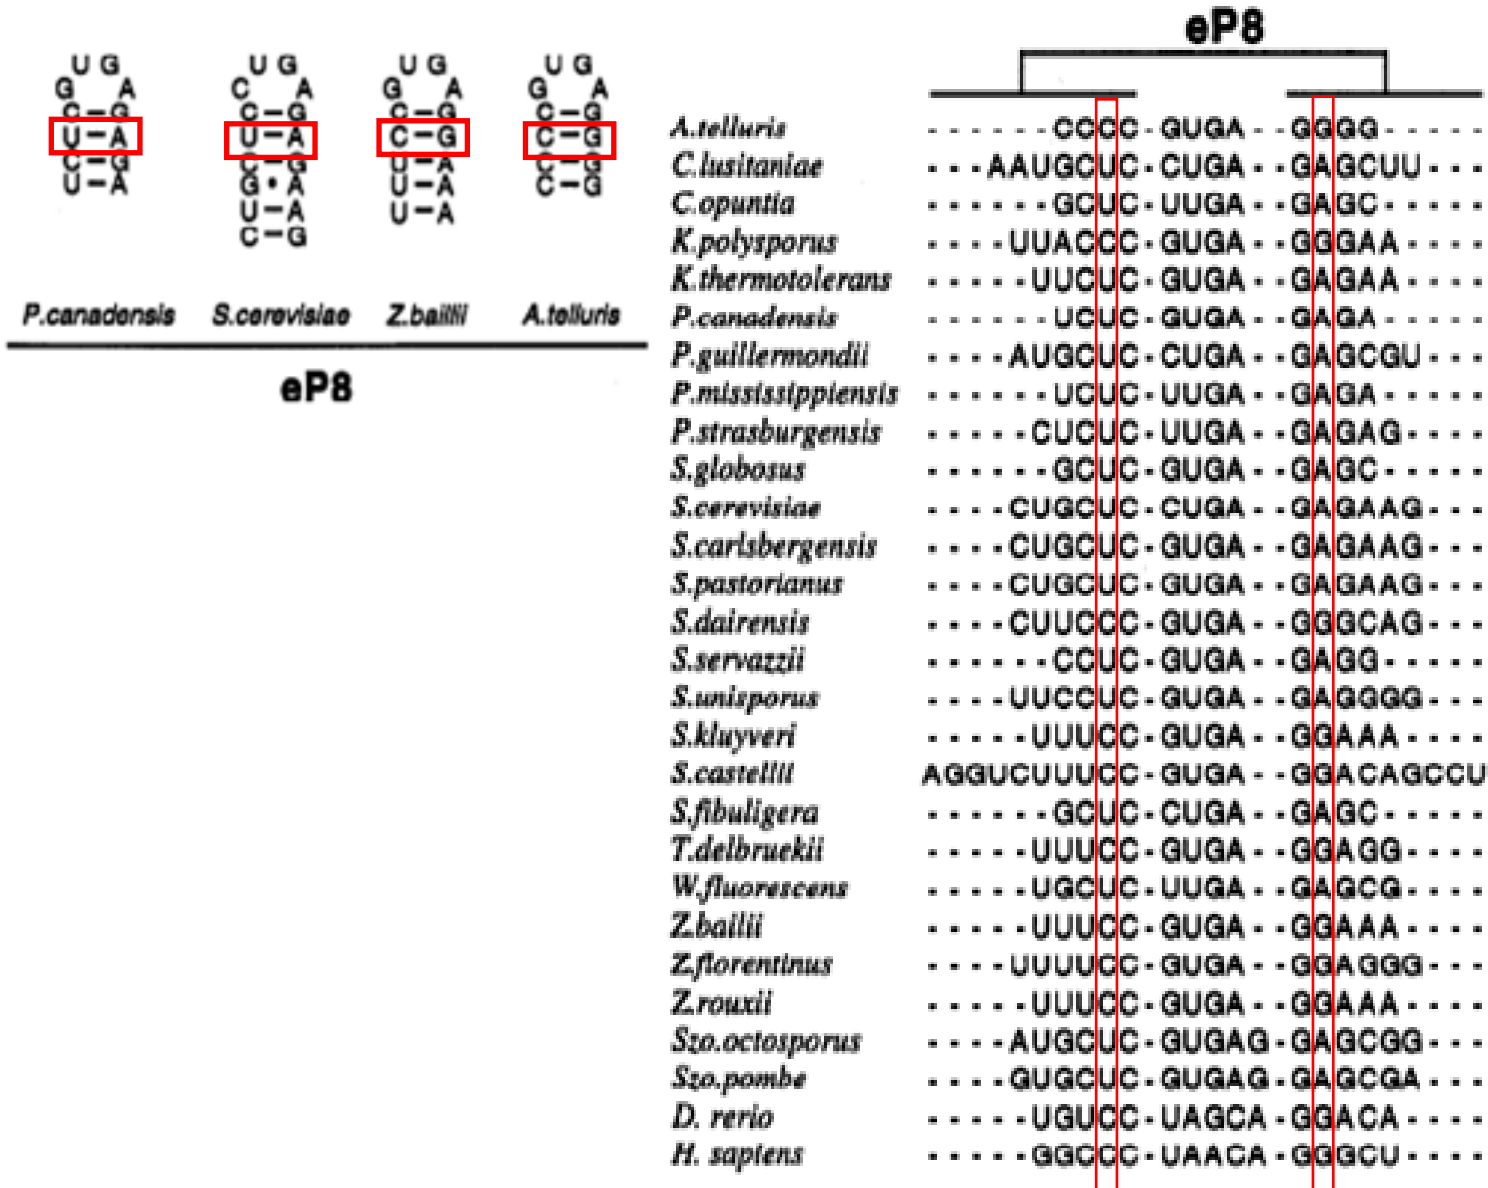 eP8
U G U G U G U G
G A C A G A G A
C–G C–G C–G C–G
U–A U–A C–G C–G
C–G C–G U–A C–G
U–A G·A U–A C–G
U–A U–A
C–G
P.canadensis S.cerevisiae Z.baillii A.telluris
eP8
A.telluris - - - - - - CCCC - GUGA - - GGGG - - - - -
C.lusitaniae - - - AAUGCUC - CUGA - - GAGCUU - - -
C.opuntia - - - - - - GCUC - UUGA - - GAGC - - - - -
K.polysporus - - - - UUACCC - GUGA - - GGGAA - - - -
K.thermotolerans - - - - - UUCUC - GUGA - - GAGAA - - - -
P.canadensis - - - - - - UCUC - GUGA - - GAGA - - - - -
P.guillermondii - - - - AUGCUC - CUGA - - GAGCGU - - -
P.mississippiensis - - - - - - UCUC - UUGA - - GAGA - - - - -
P.strasburgensis - - - - - CUCUC - UUGA - - GAGAG - - - -
S.globosus - - - - - - GCUC - GUGA - - GAGC - - - - -
S.cerevisiae - - - - CUGCUC - CUGA - - GAGAAG - - -
S.carlsbergensis - - - - CUGCUC - GUGA - - GAGAAG - - -
S.pastorianus - - - - CUGCUC - GUGA - - GAGAAG - - -
S.dairensis - - - - CUUCCC - GUGA - - GGGCAG - - -
S.servazzii - - - - - - CCUC - GUGA - - GAGG - - - - -
S.unisporus - - - - UUCCUC - GUGA - - GAGGGG - - -
S.kluyveri - - - - - UUUCC - GUGA - - GGAAA - - - -
S.castellii AGGUCUUUCC - GUGA - - GGACAGCCU
S.fibuligera - - - - - - GCUC - CUGA - - GAGC - - - - -
T.delbruekii - - - - - UUUCC - GUGA - - GGAGG - - - -
W.fluorescens - - - - - UGCUC - UUGA - - GAGCG - - - -
Z.bailii - - - - - UUUCC - GUGA - - GGAAA - - - -
Z.florentinus - - - - UUUUCC - GUGA - - GGAGGG - - -
Z.rouxii - - - - - UUUCC - GUGA - - GGAAA - - - -
Szo.octosporus - - - - AUGCUC - GUGAG - GAGCGG - - -
Szo.pombe - - - - GUGCUC - GUGAG - GAGCGA - - -
D. rerio - - - - - UGUCC - UAGCA - GGACA - - - -
H. sapiens - - - - - GGCCC - UAACA - GGGCU - - - -